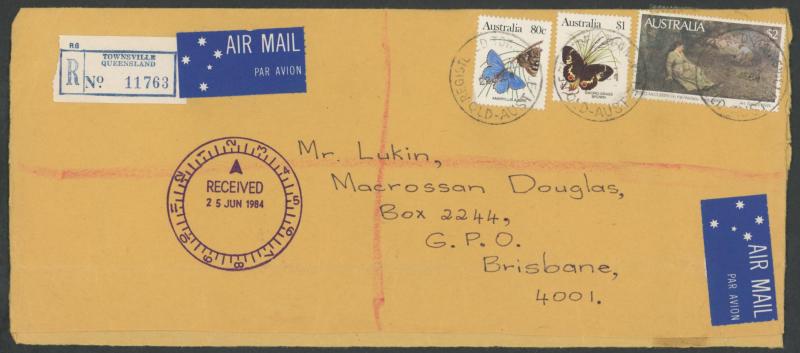 R6
TOWNSVILLE
QUEENSLAND
R No 11763
AIR MAIL
PAR AVION
Australia 80c
Australia $1
AUSTRALIA $2
RECEIVED
25 JUN 1984
Mr. Lukin,
Macrossan Douglas,
Box 2244,
G.P.O.
Brisbane,
4001.
AIR MAIL
PAR AVION